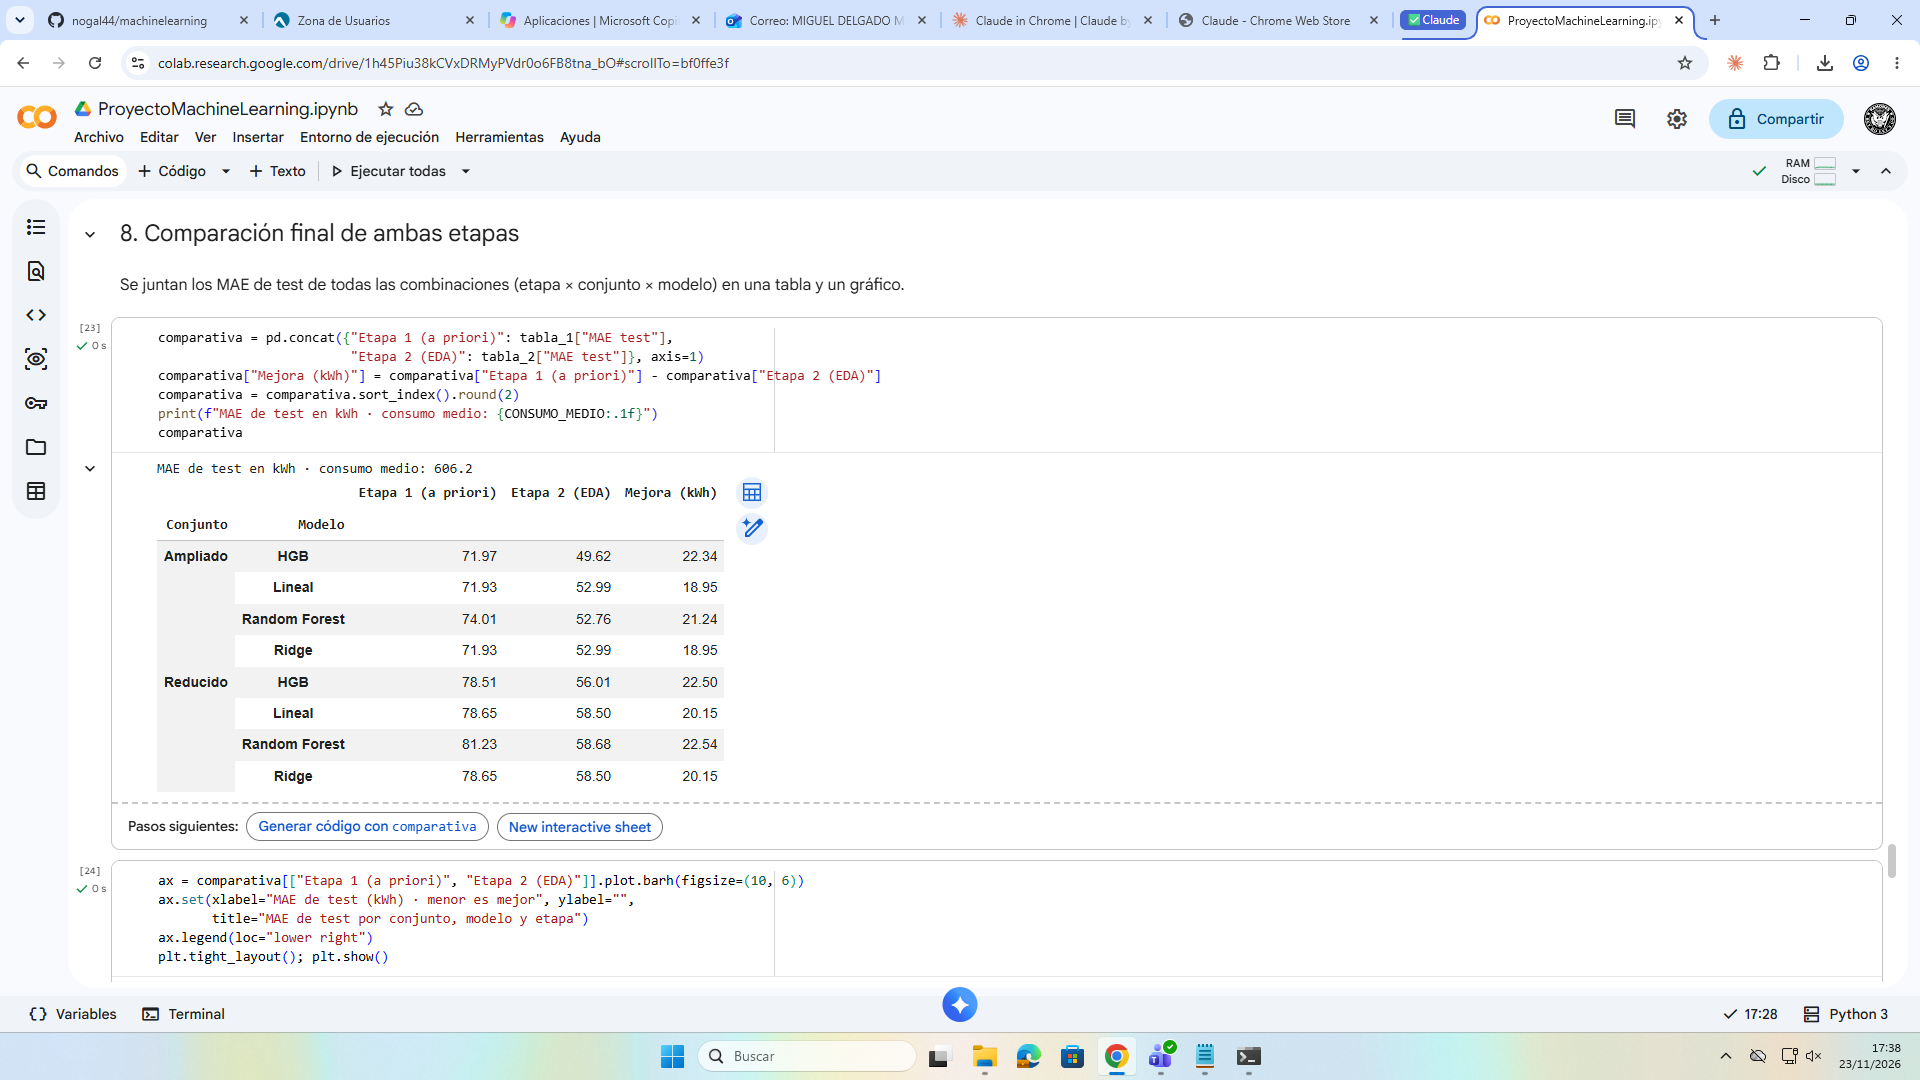 nogal44/machinelearning
Zona de Usuarios
Aplicaciones | Microsoft Copi
Correo: MIGUEL DELGADO M
Claude in Chrome | Claude by
Claude - Chrome Web Store
Claude
ProyectoMachineLearning.ipy
colab.research.google.com/drive/1h45Piu38kCVxDRMyPVdr0o6FB8tna_bO#scrollTo=bf0ffe3f
ProyectoMachineLearning.ipynb
Archivo Editar Ver Insertar Entorno de ejecución Herramientas Ayuda
Compartir
Comandos + Código + Texto Ejecutar todas
RAM
Disco
8. Comparación final de ambas etapas
Se juntan los MAE de test de todas las combinaciones (etapa × conjunto × modelo) en una tabla y un gráfico.
[23]
0 s
comparativa = pd.concat({"Etapa 1 (a priori)": tabla_1["MAE test"],
"Etapa 2 (EDA)": tabla_2["MAE test"]}, axis=1)
comparativa["Mejora (kWh)"] = comparativa["Etapa 1 (a priori)"] - comparativa["Etapa 2 (EDA)"]
comparativa = comparativa.sort_index().round(2)
print(f"MAE de test en kWh · consumo medio: {CONSUMO_MEDIO:.1f}")
comparativa
MAE de test en kWh · consumo medio: 606.2
Etapa 1 (a priori) Etapa 2 (EDA) Mejora (kWh)
Conjunto Modelo
Ampliado HGB 71.97 49.62 22.34
Lineal 71.93 52.99 18.95
Random Forest 74.01 52.76 21.24
Ridge 71.93 52.99 18.95
Reducido HGB 78.51 56.01 22.50
Lineal 78.65 58.50 20.15
Random Forest 81.23 58.68 22.54
Ridge 78.65 58.50 20.15
Pasos siguientes: Generar código con comparativa New interactive sheet
[24]
0 s
ax = comparativa[["Etapa 1 (a priori)", "Etapa 2 (EDA)"]].plot.barh(figsize=(10, 6))
ax.set(xlabel="MAE de test (kWh) · menor es mejor", ylabel="",
title="MAE de test por conjunto, modelo y etapa")
ax.legend(loc="lower right")
plt.tight_layout(); plt.show()
Variables Terminal
17:28 Python 3
Buscar
17:38
23/11/2026